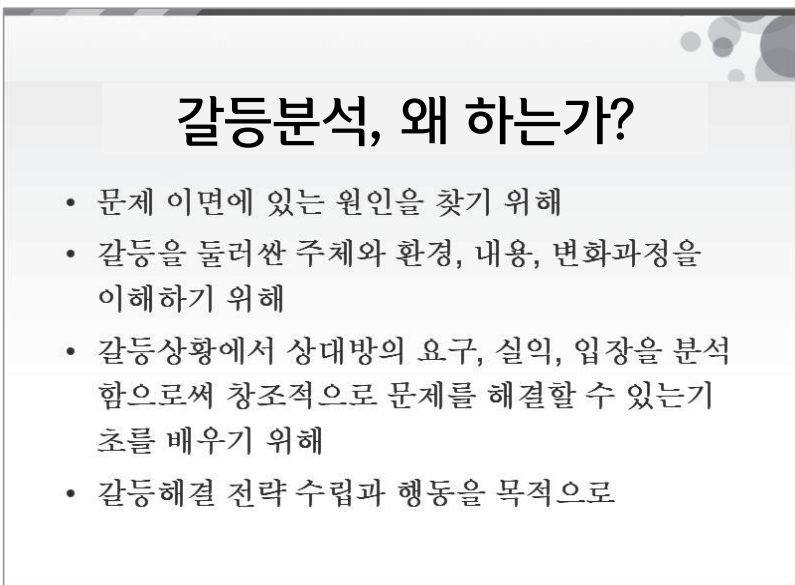 갈등분석, 왜 하는가?
• 문제 이면에 있는 원인을 찾기 위해
• 갈등을 둘러싼 주체와 환경, 내용, 변화과정을
이해하기 위해
• 갈등상황에서 상대방의 요구, 실익, 입장을 분석
함으로써 창조적으로 문제를 해결할 수 있는기
초를 배우기 위해
• 갈등해결 전략 수립과 행동을 목적으로